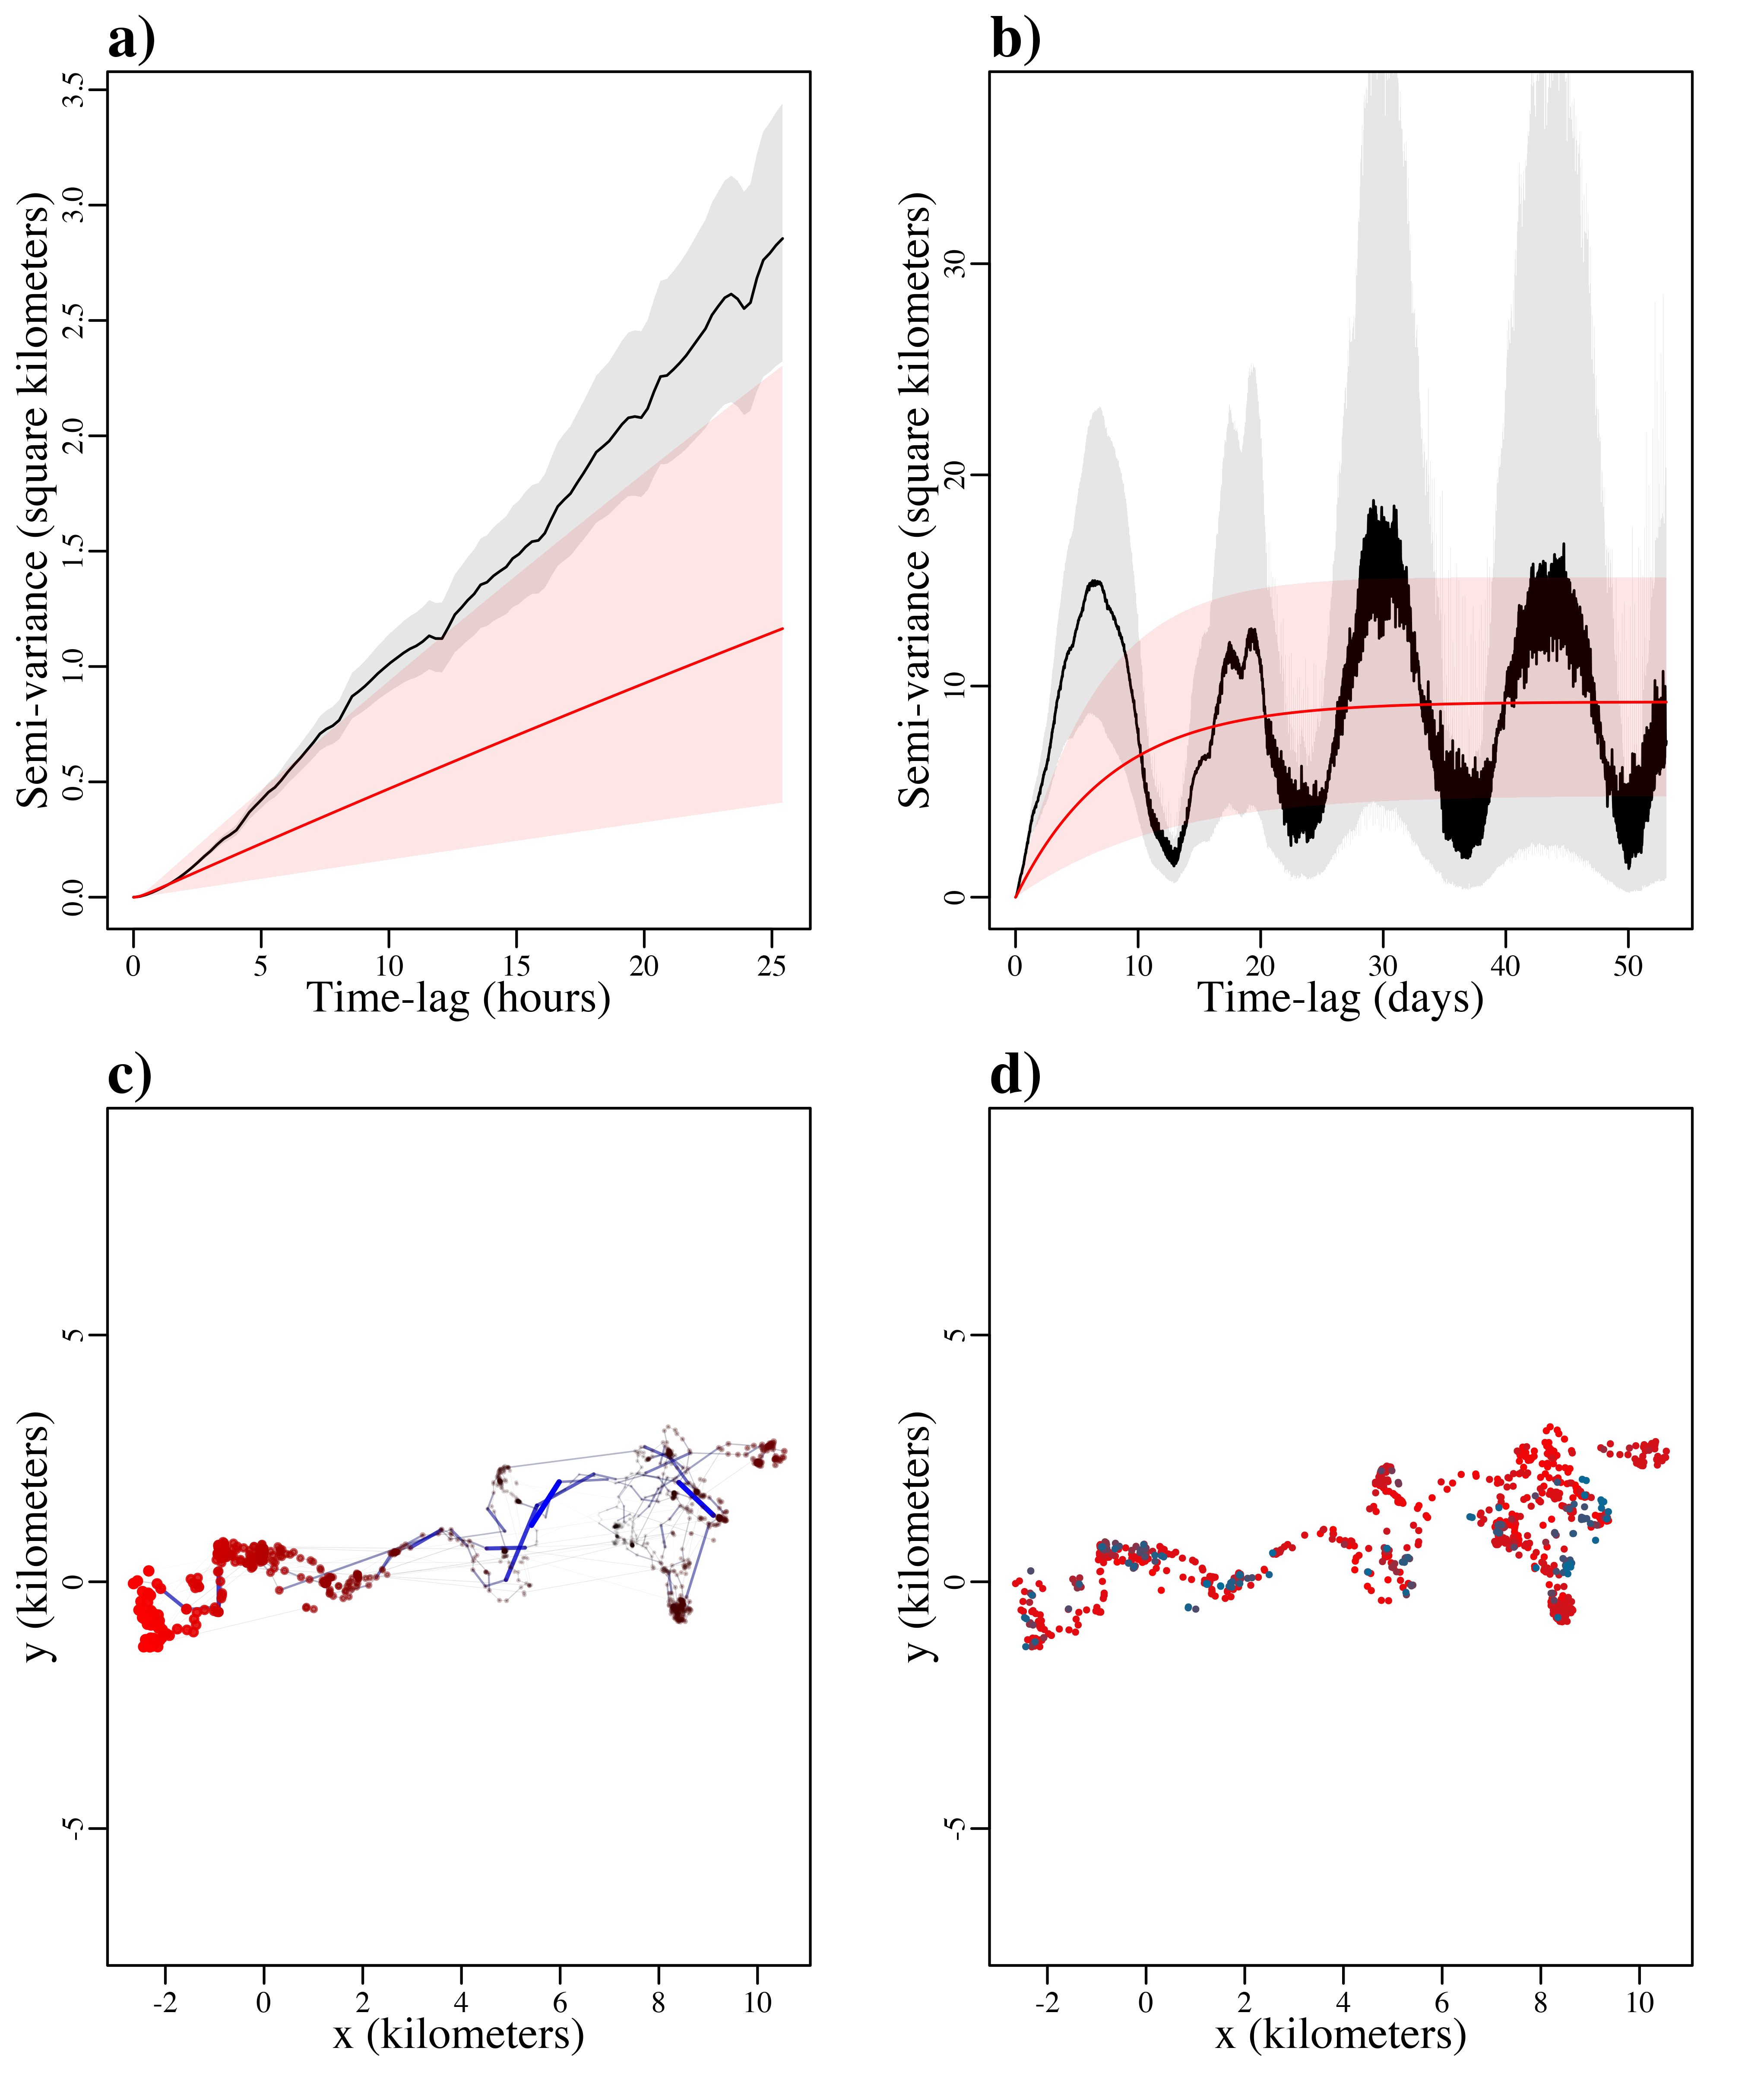 a)
Semi-variance (square kilometers)
3.5
3.0
2.5
2.0
1.5
1.0
0.5
0.0
0 5 10 15 20 25
Time-lag (hours)
b)
Semi-variance (square kilometers)
30
20
10
0
0 10 20 30 40 50
Time-lag (days)
c)
y (kilometers)
5
0
-5
-2 0 2 4 6 8 10
x (kilometers)
d)
y (kilometers)
5
0
-5
-2 0 2 4 6 8 10
x (kilometers)